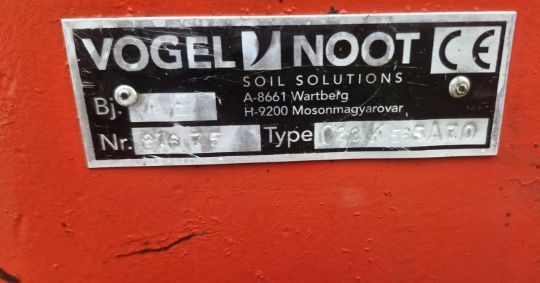 VOGEL NOOT CE
SOIL SOLUTIONS
A-8661 Wartberg
H-9200 Mosonmagyarovar
Bj. A
Nr. Type